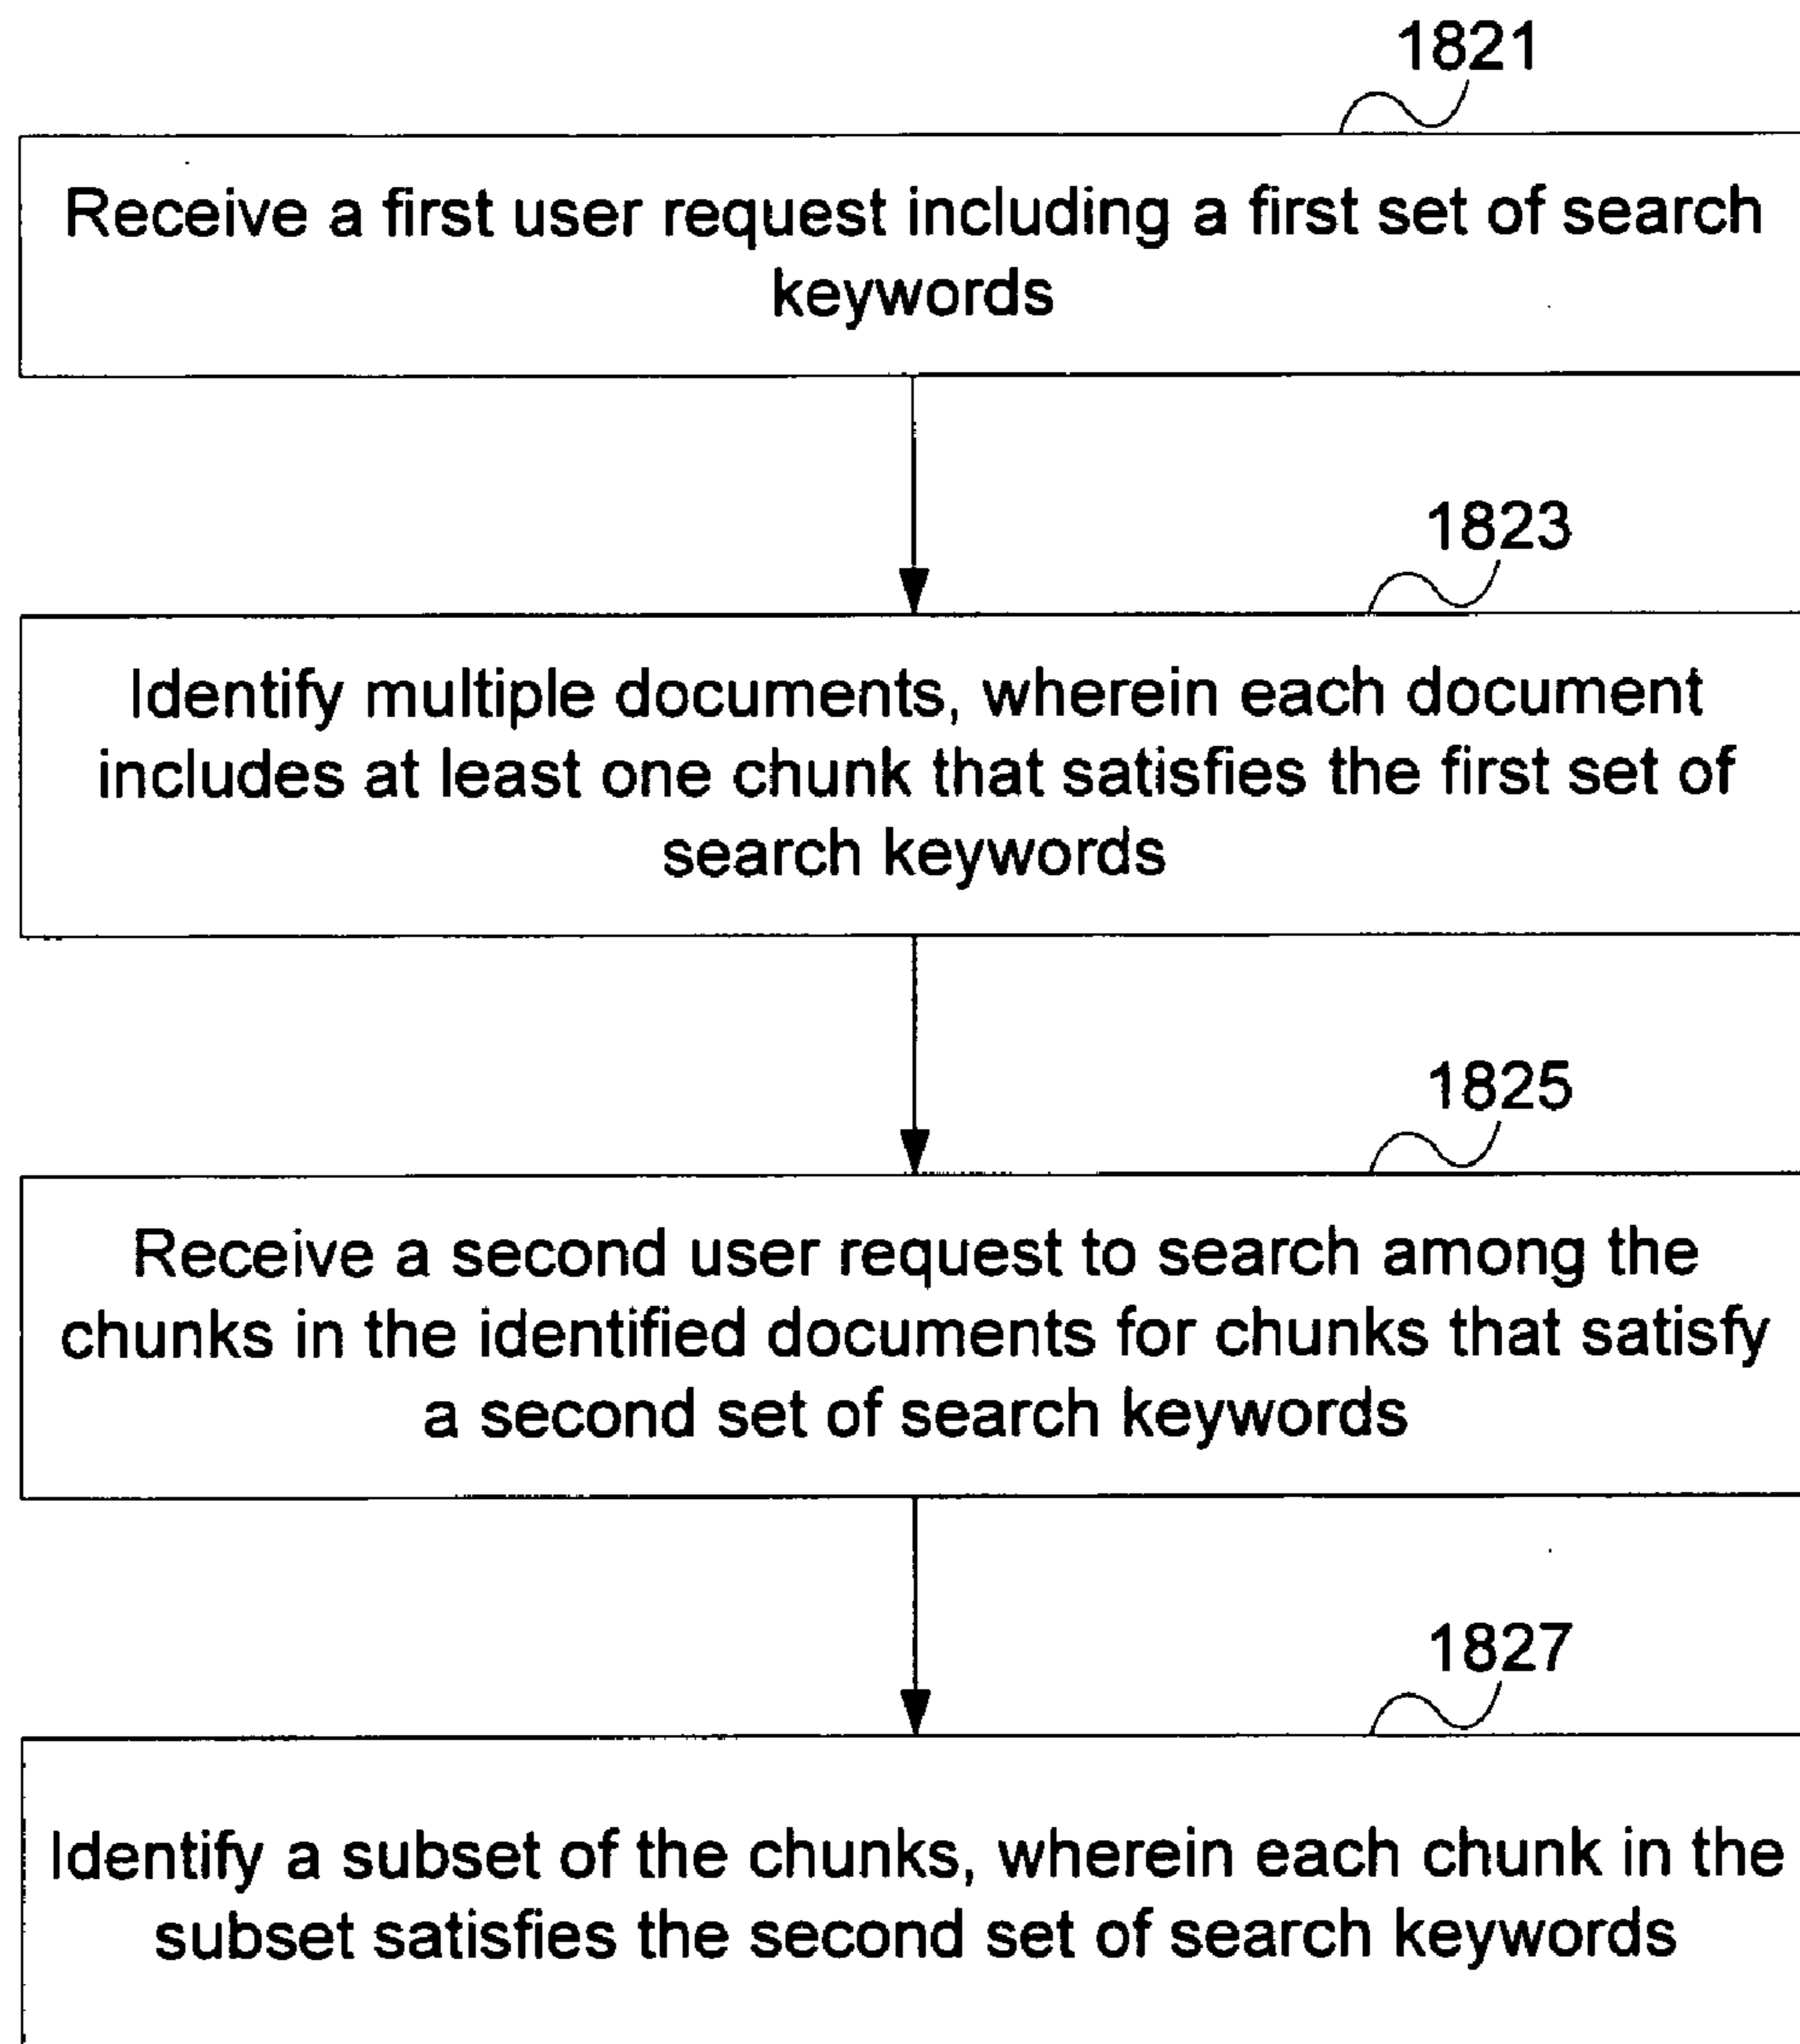 1821
Receive a first user request including a first set of search
keywords
1823
Identify multiple documents, wherein each document
includes at least one chunk that satisfies the first set of
search keywords
1825
Receive a second user request to search among the
chunks in the identified documents for chunks that satisfy
a second set of search keywords
1827
Identify a subset of the chunks, wherein each chunk in the
subset satisfies the second set of search keywords